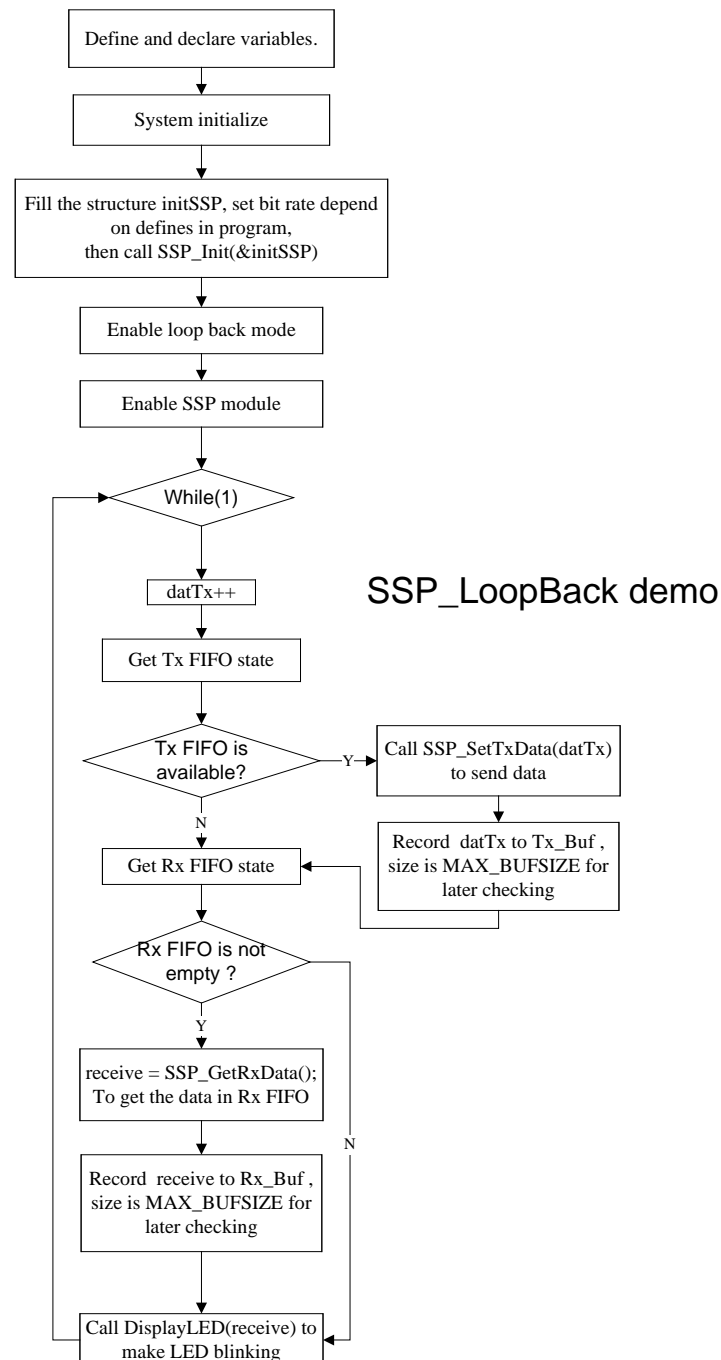 Define and declare variables.
System initialize
Fill the structure initSSP, set bit rate depend
on defines in program,
then call SSP_Init(&initSSP)
Enable loop back mode
Enable SSP module
While(1)
datTx++
SSP_LoopBack demo
Get Tx FIFO state
Tx FIFO is
available?
Y
Call SSP_SetTxData(datTx)
to send data
N
Record datTx to Tx_Buf ,
size is MAX_BUFSIZE for
later checking
Get Rx FIFO state
Rx FIFO is not
empty ?
Y
receive = SSP_GetRxData();
To get the data in Rx FIFO
N
Record receive to Rx_Buf ,
size is MAX_BUFSIZE for
later checking
Call DisplayLED(receive) to
make LED blinking